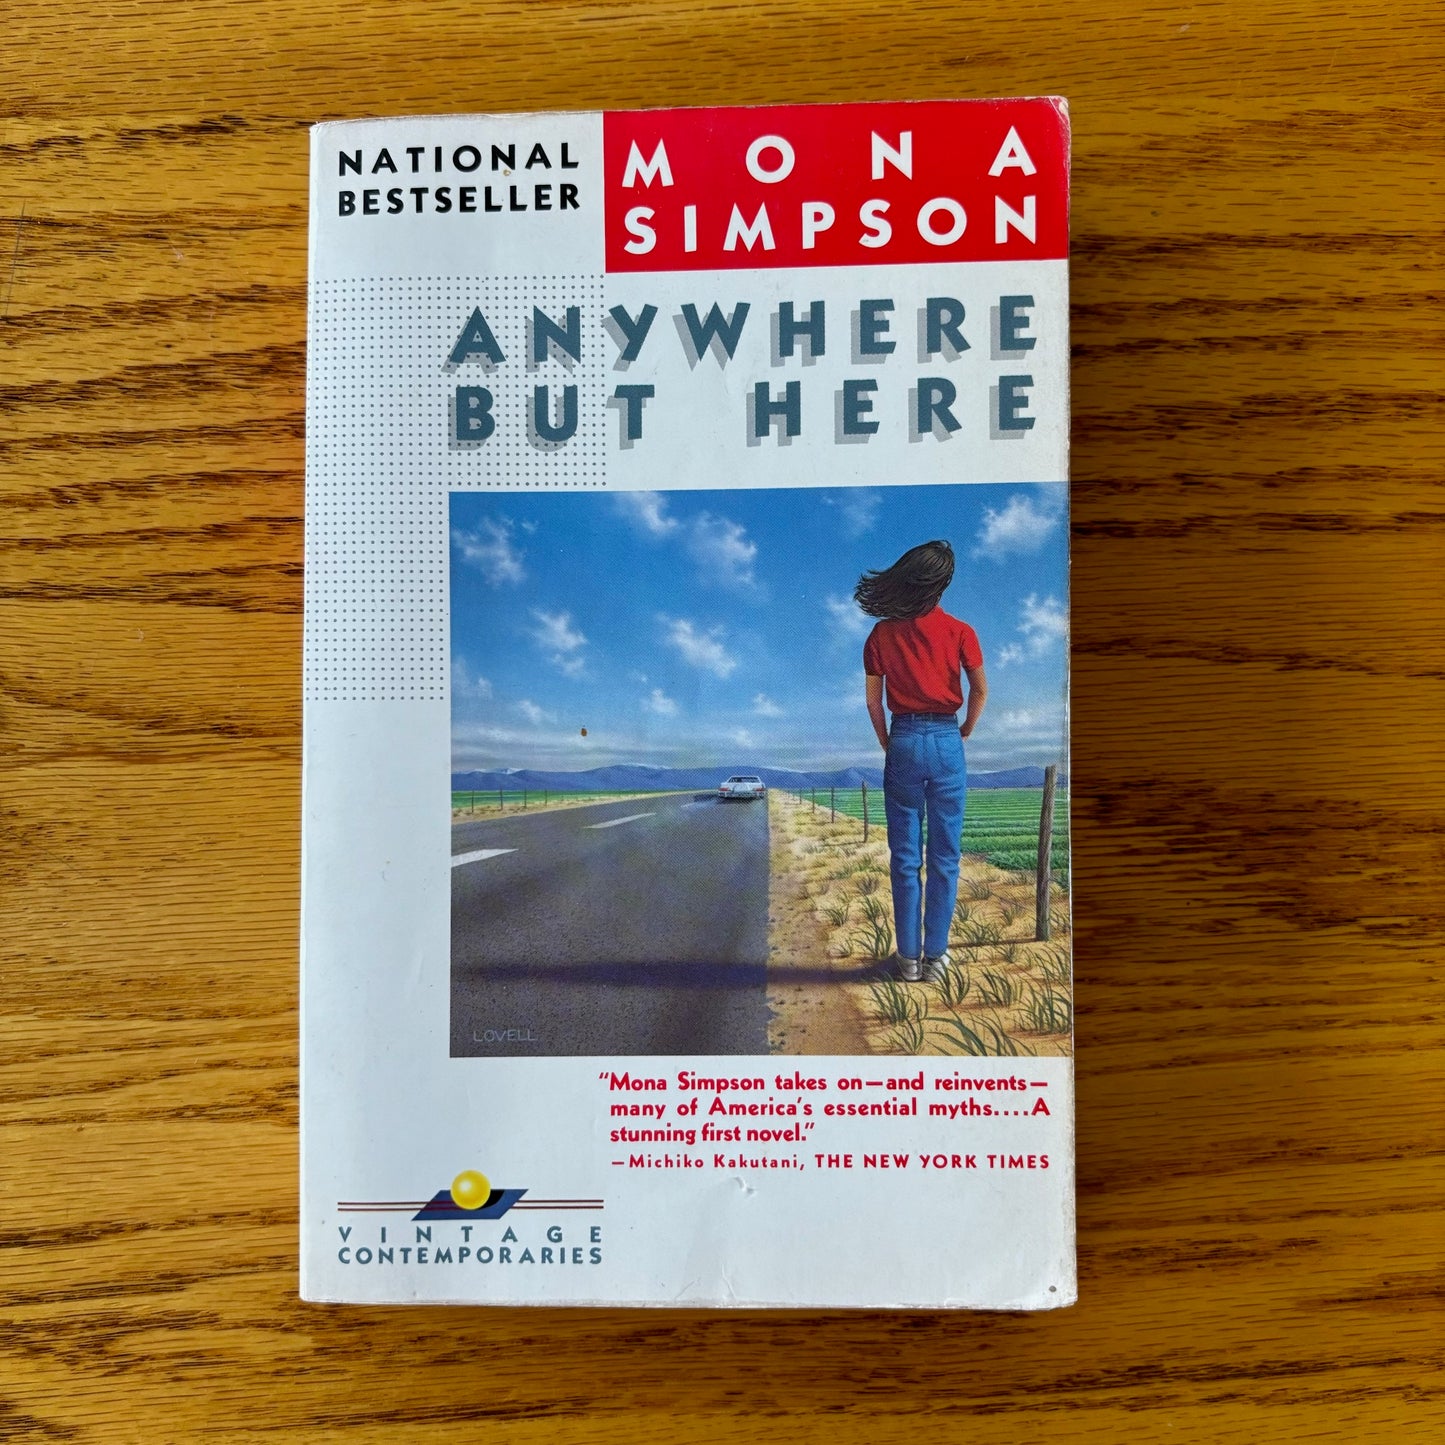 NATIONAL
BESTSELLER
MONA
SIMPSON
ANYWHERE
BUT HERE
LOVELL
“Mona Simpson takes on—and reinvents—
many of America’s essential myths....A
stunning first novel.”
—Michiko Kakutani, THE NEW YORK TIMES
VINTAGE
CONTEMPORARIES